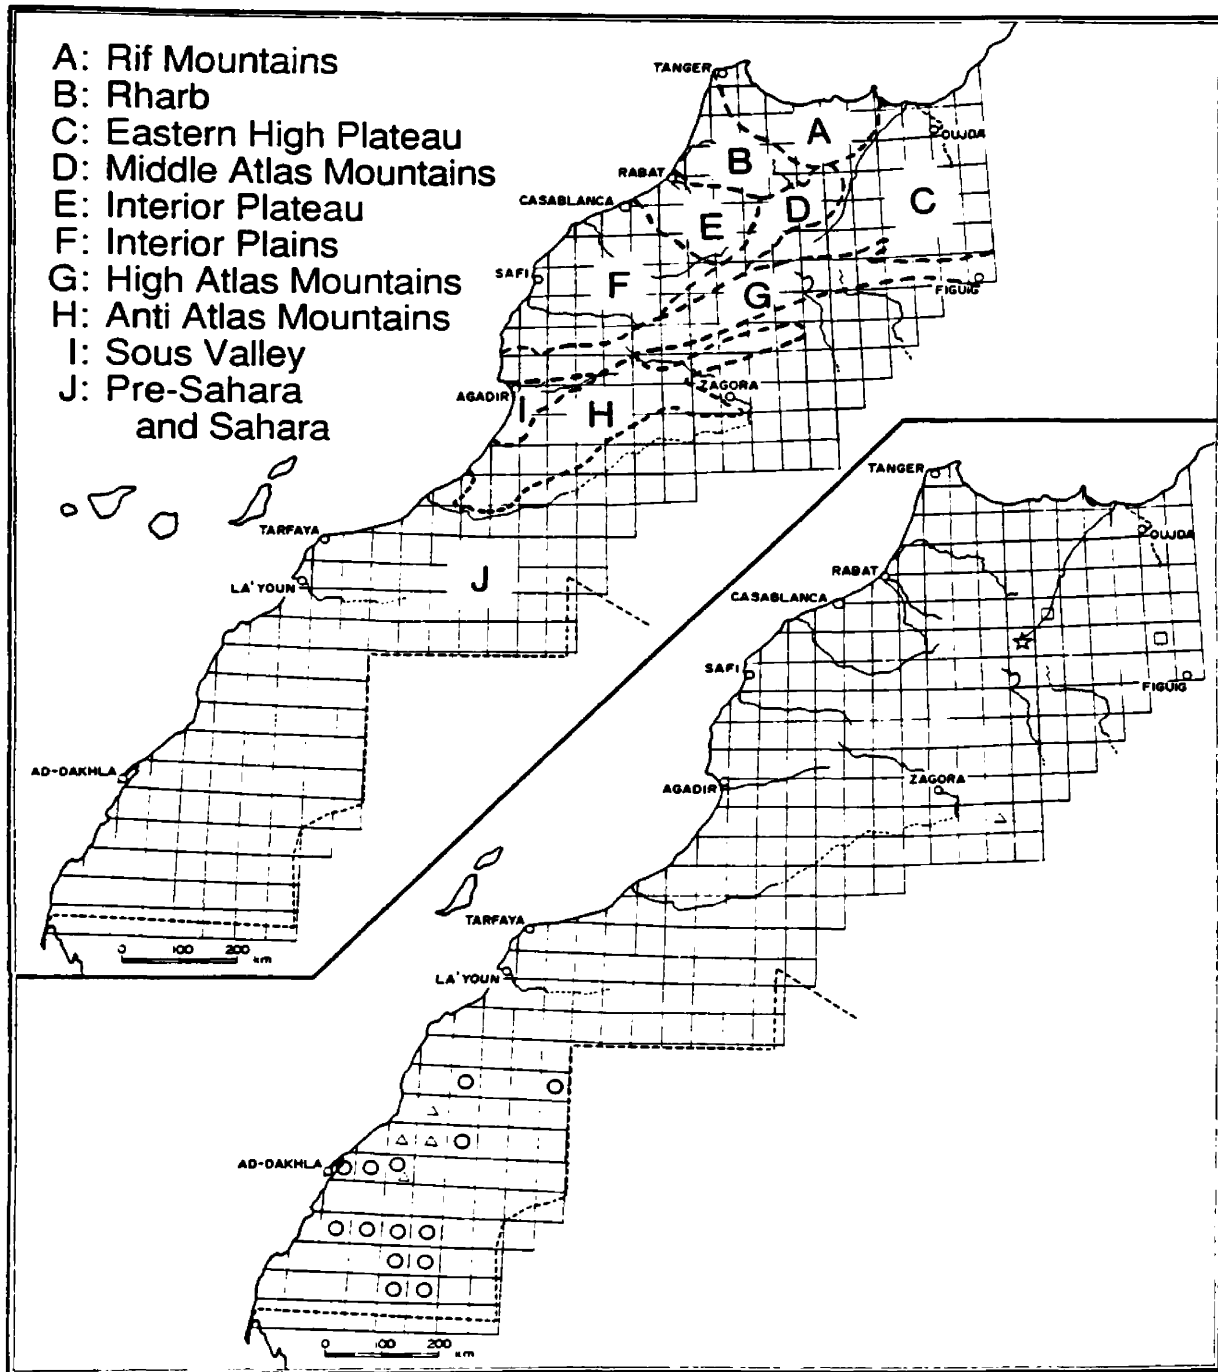 A: Rif Mountains
B: Rharb
C: Eastern High Plateau
D: Middle Atlas Mountains
E: Interior Plateau
F: Interior Plains
G: High Atlas Mountains
H: Anti Atlas Mountains
I: Sous Valley
J: Pre-Sahara
and Sahara
TANGER
OUJDA
A
B
RABAT
CASABLANCA
C
D
E
SAFI
F
G
FIGUIG
AGADIR
ZAGORA
I
H
TARFAYA
LA'YOUN
J
AD-DAKHLA
0 100 200
km
TANGER
OUJDA
RABAT
CASABLANCA
SAFI
FIGUIG
AGADIR
ZAGORA
TARFAYA
LA'YOUN
AD-DAKHLA
0 100 200
km